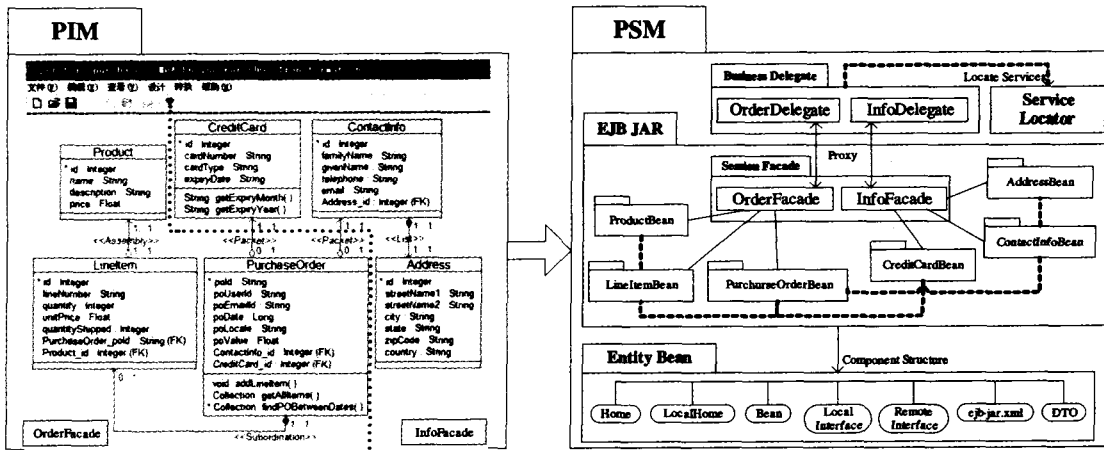 PIM
文件(F) 编辑(E) 查看(V) 设计 转换 帮助(H)
CreditCard
* id Integer
cardNumber String
cardType String
expiryDate String
String getExpiryMonth( )
String getExpiryYear( )
ContactInfo
* id Integer
familyName String
givenName String
telephone String
email String
Address_id : Integer (FK)
Product
* id Integer
name String
description String
price Float
<<Assembly>>
<<Packet>>
<<Packet>>
<<List>>
LineItem
* id Integer
lineNumber String
quantity Integer
unitPrice Float
quantityShipped Integer
PurchaseOrder_poId String (FK)
Product_id Integer (FK)
PurchaseOrder
* poId String
poUserId String
poEmailId String
poDate Long
poLocale String
poValue Float
ContactInfo_id Integer (FK)
CreditCard_id Integer (FK)
void addLineItem( )
Collection getAllItems( )
* Collection findPOBetweenDates( )
Address
* id Integer
streetName1 String
streetName2 String
city String
state String
zipCode String
country String
<<Subordination>>
OrderFacade
InfoFacade
PSM
Business Delegate
OrderDelegate
InfoDelegate
Locate Services
Service
Locator
EJB JAR
Proxy
Session Facade
OrderFacade
InfoFacade
AddressBean
ProductBean
ContactInfoBean
CreditCardBean
LineItemBean
PurchurseOrderBean
Entity Bean
Component Structure
Home
LocalHome
Bean
Local
Interface
Remote
Interface
ejb-jar.xml
DTO